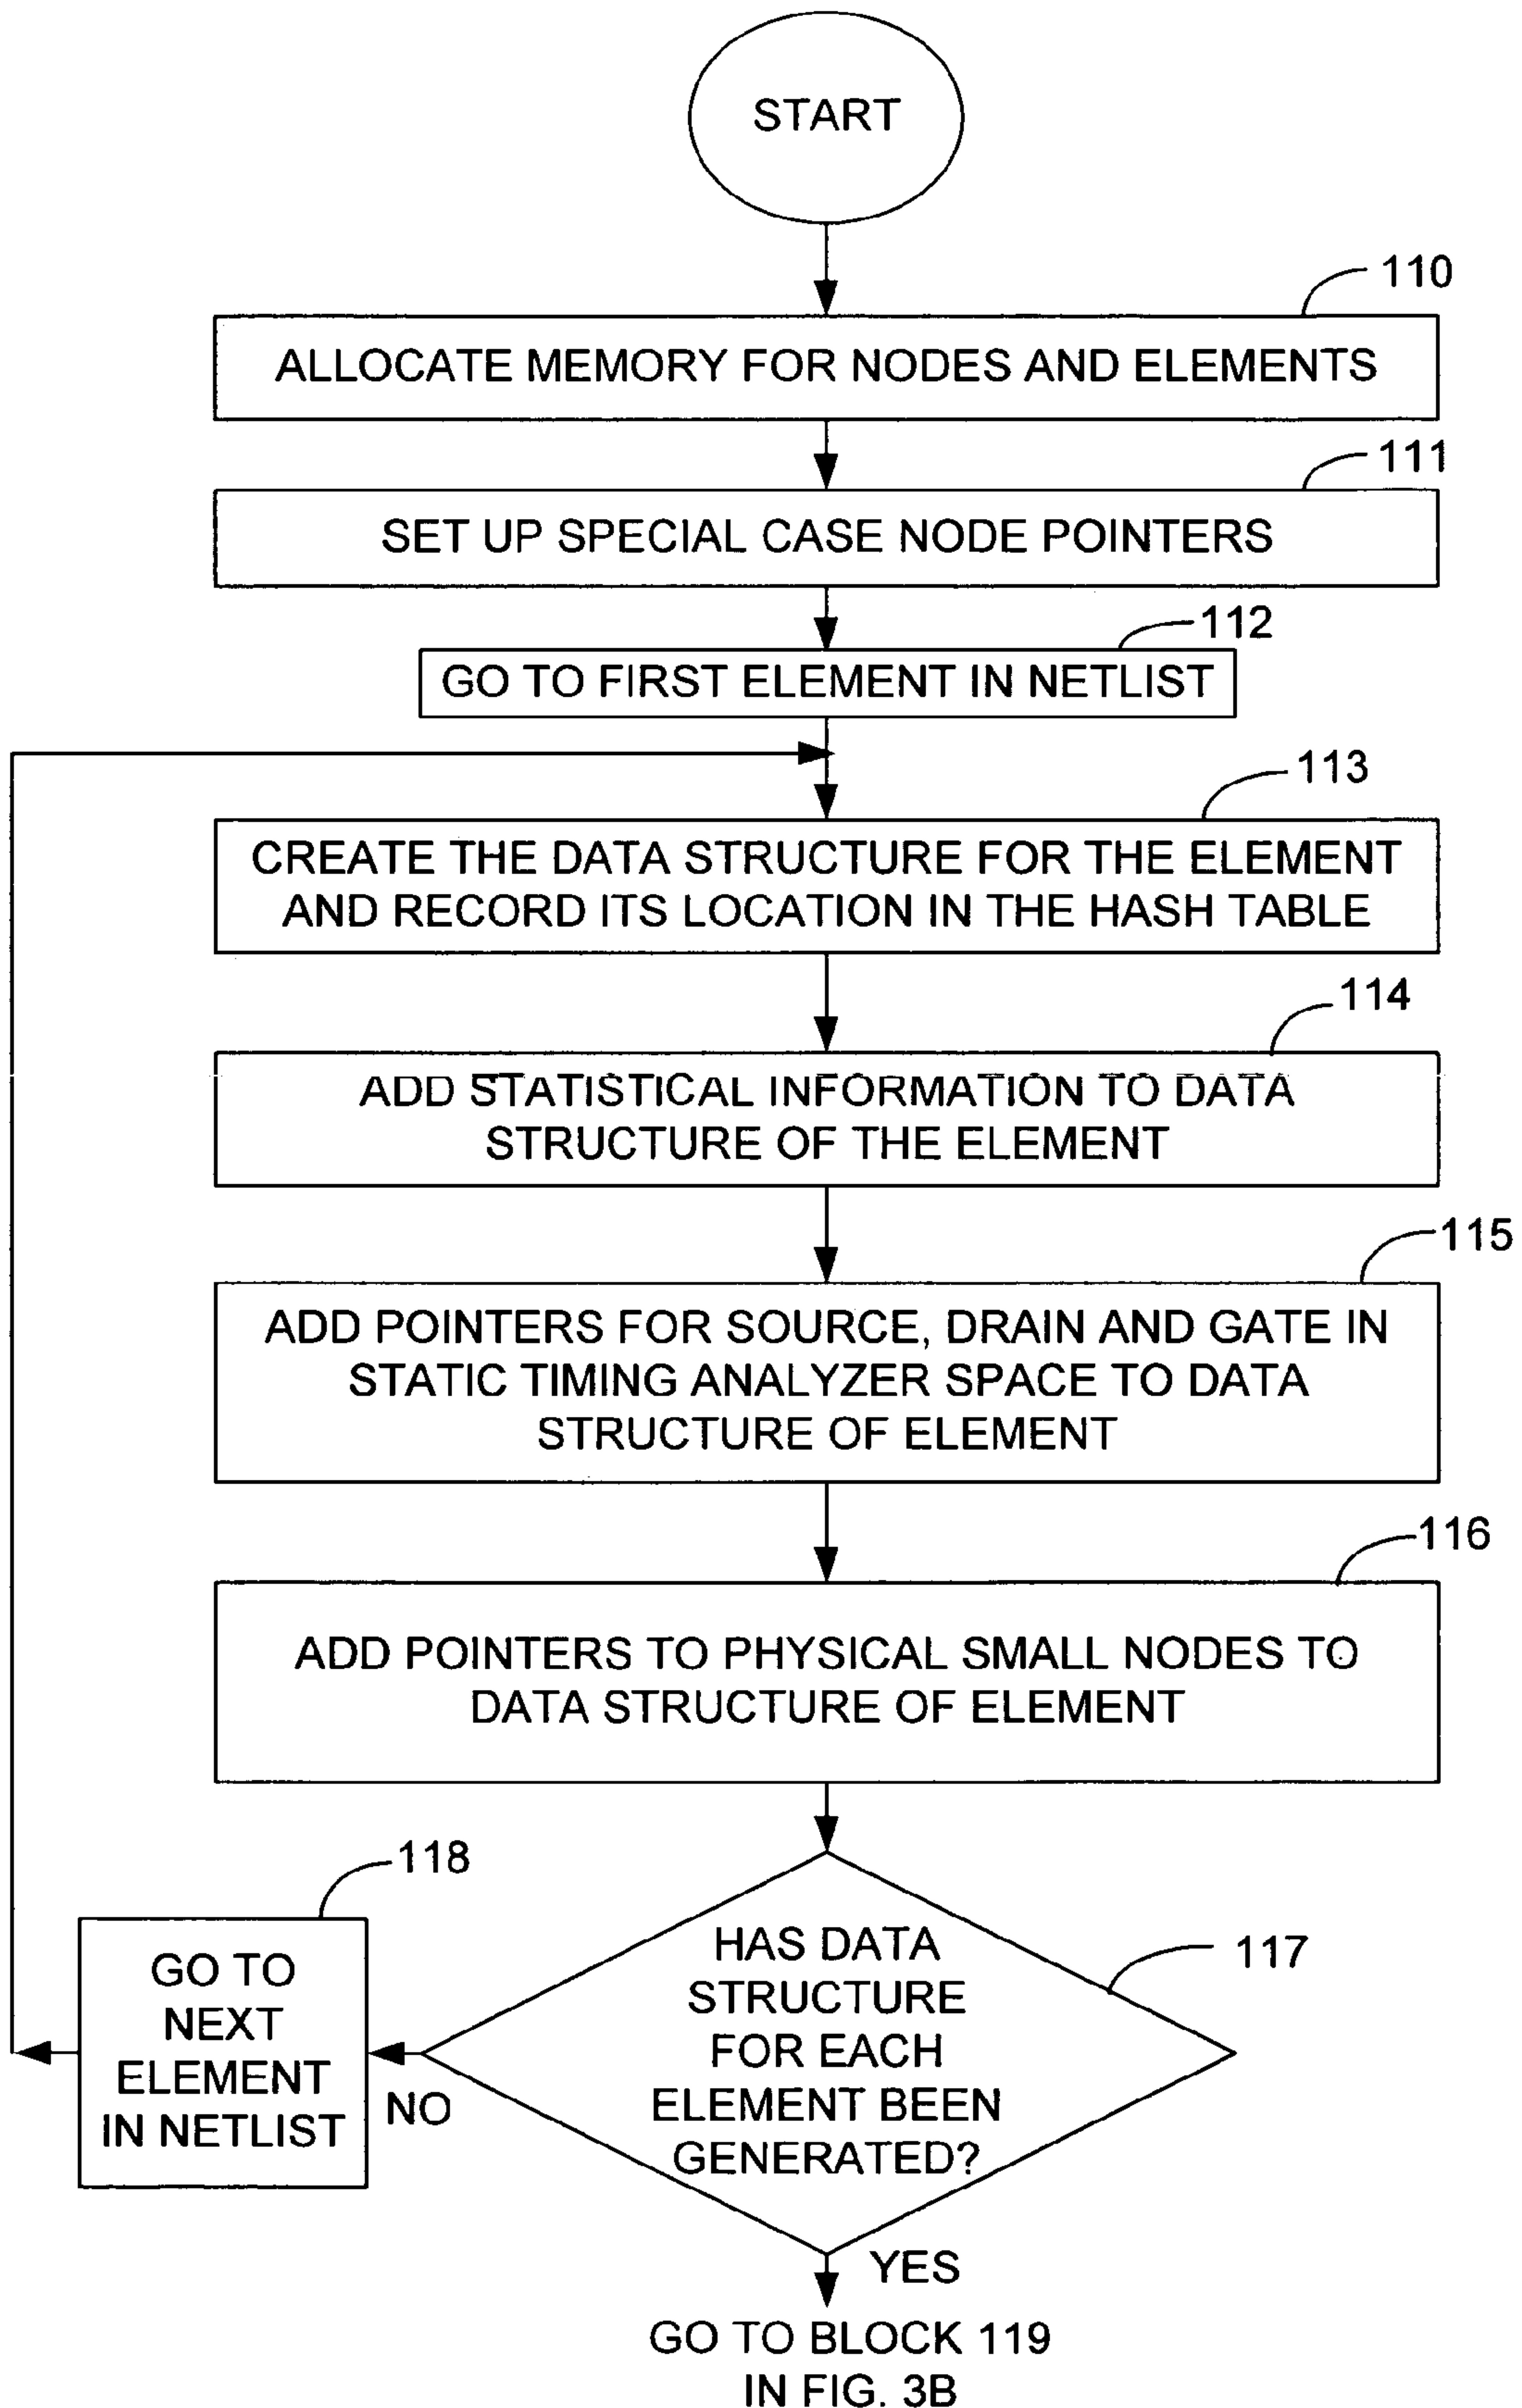 START
110
ALLOCATE MEMORY FOR NODES AND ELEMENTS
111
SET UP SPECIAL CASE NODE POINTERS
112
GO TO FIRST ELEMENT IN NETLIST
113
CREATE THE DATA STRUCTURE FOR THE ELEMENT
AND RECORD ITS LOCATION IN THE HASH TABLE
114
ADD STATISTICAL INFORMATION TO DATA
STRUCTURE OF THE ELEMENT
115
ADD POINTERS FOR SOURCE, DRAIN AND GATE IN
STATIC TIMING ANALYZER SPACE TO DATA
STRUCTURE OF ELEMENT
116
ADD POINTERS TO PHYSICAL SMALL NODES TO
DATA STRUCTURE OF ELEMENT
117
HAS DATA
STRUCTURE
FOR EACH
ELEMENT BEEN
GENERATED?
NO
118
GO TO
NEXT
ELEMENT
IN NETLIST
YES
GO TO BLOCK 119
IN FIG. 3B